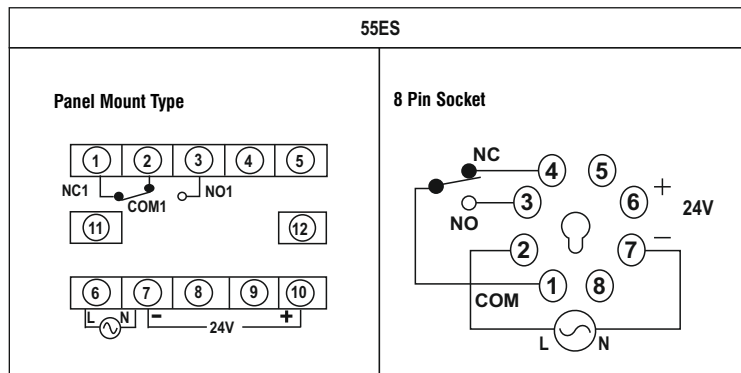 55ES
Panel Mount Type
1 2 3 4 5
NC1 COM1 NO1
11 12
6 7 8 9 10
L N − 24V +
8 Pin Socket
NC 4 5
3 6 + 24V
NO
2 7 −
COM 1 8
L N